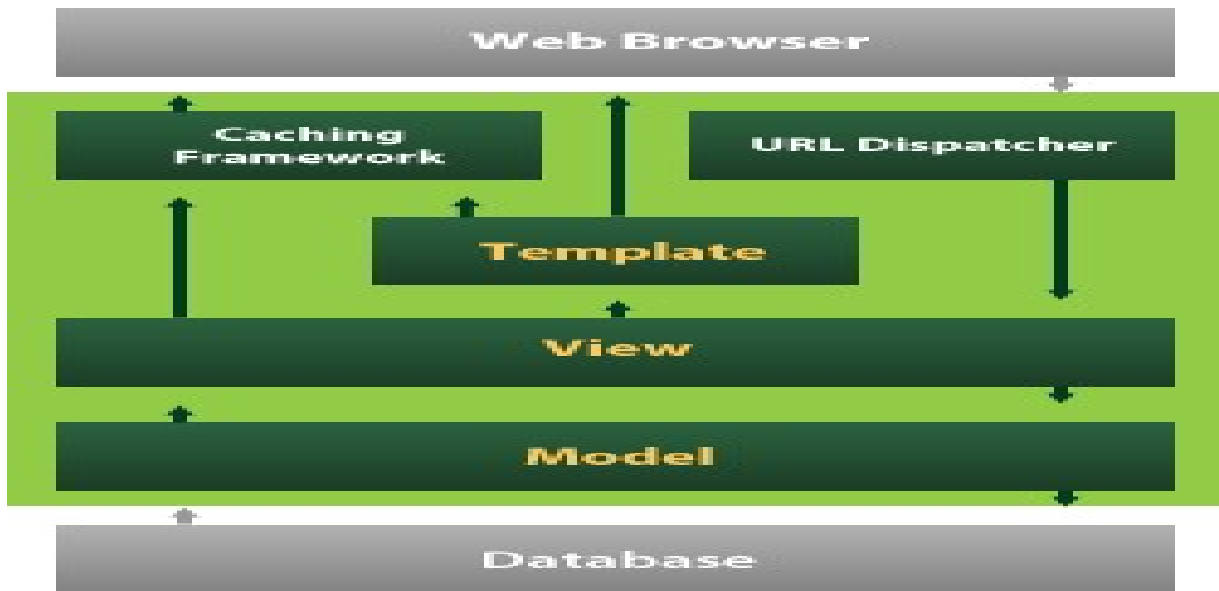 Web Browser
Caching
Framework
URL Dispatcher
Template
View
Model
Database